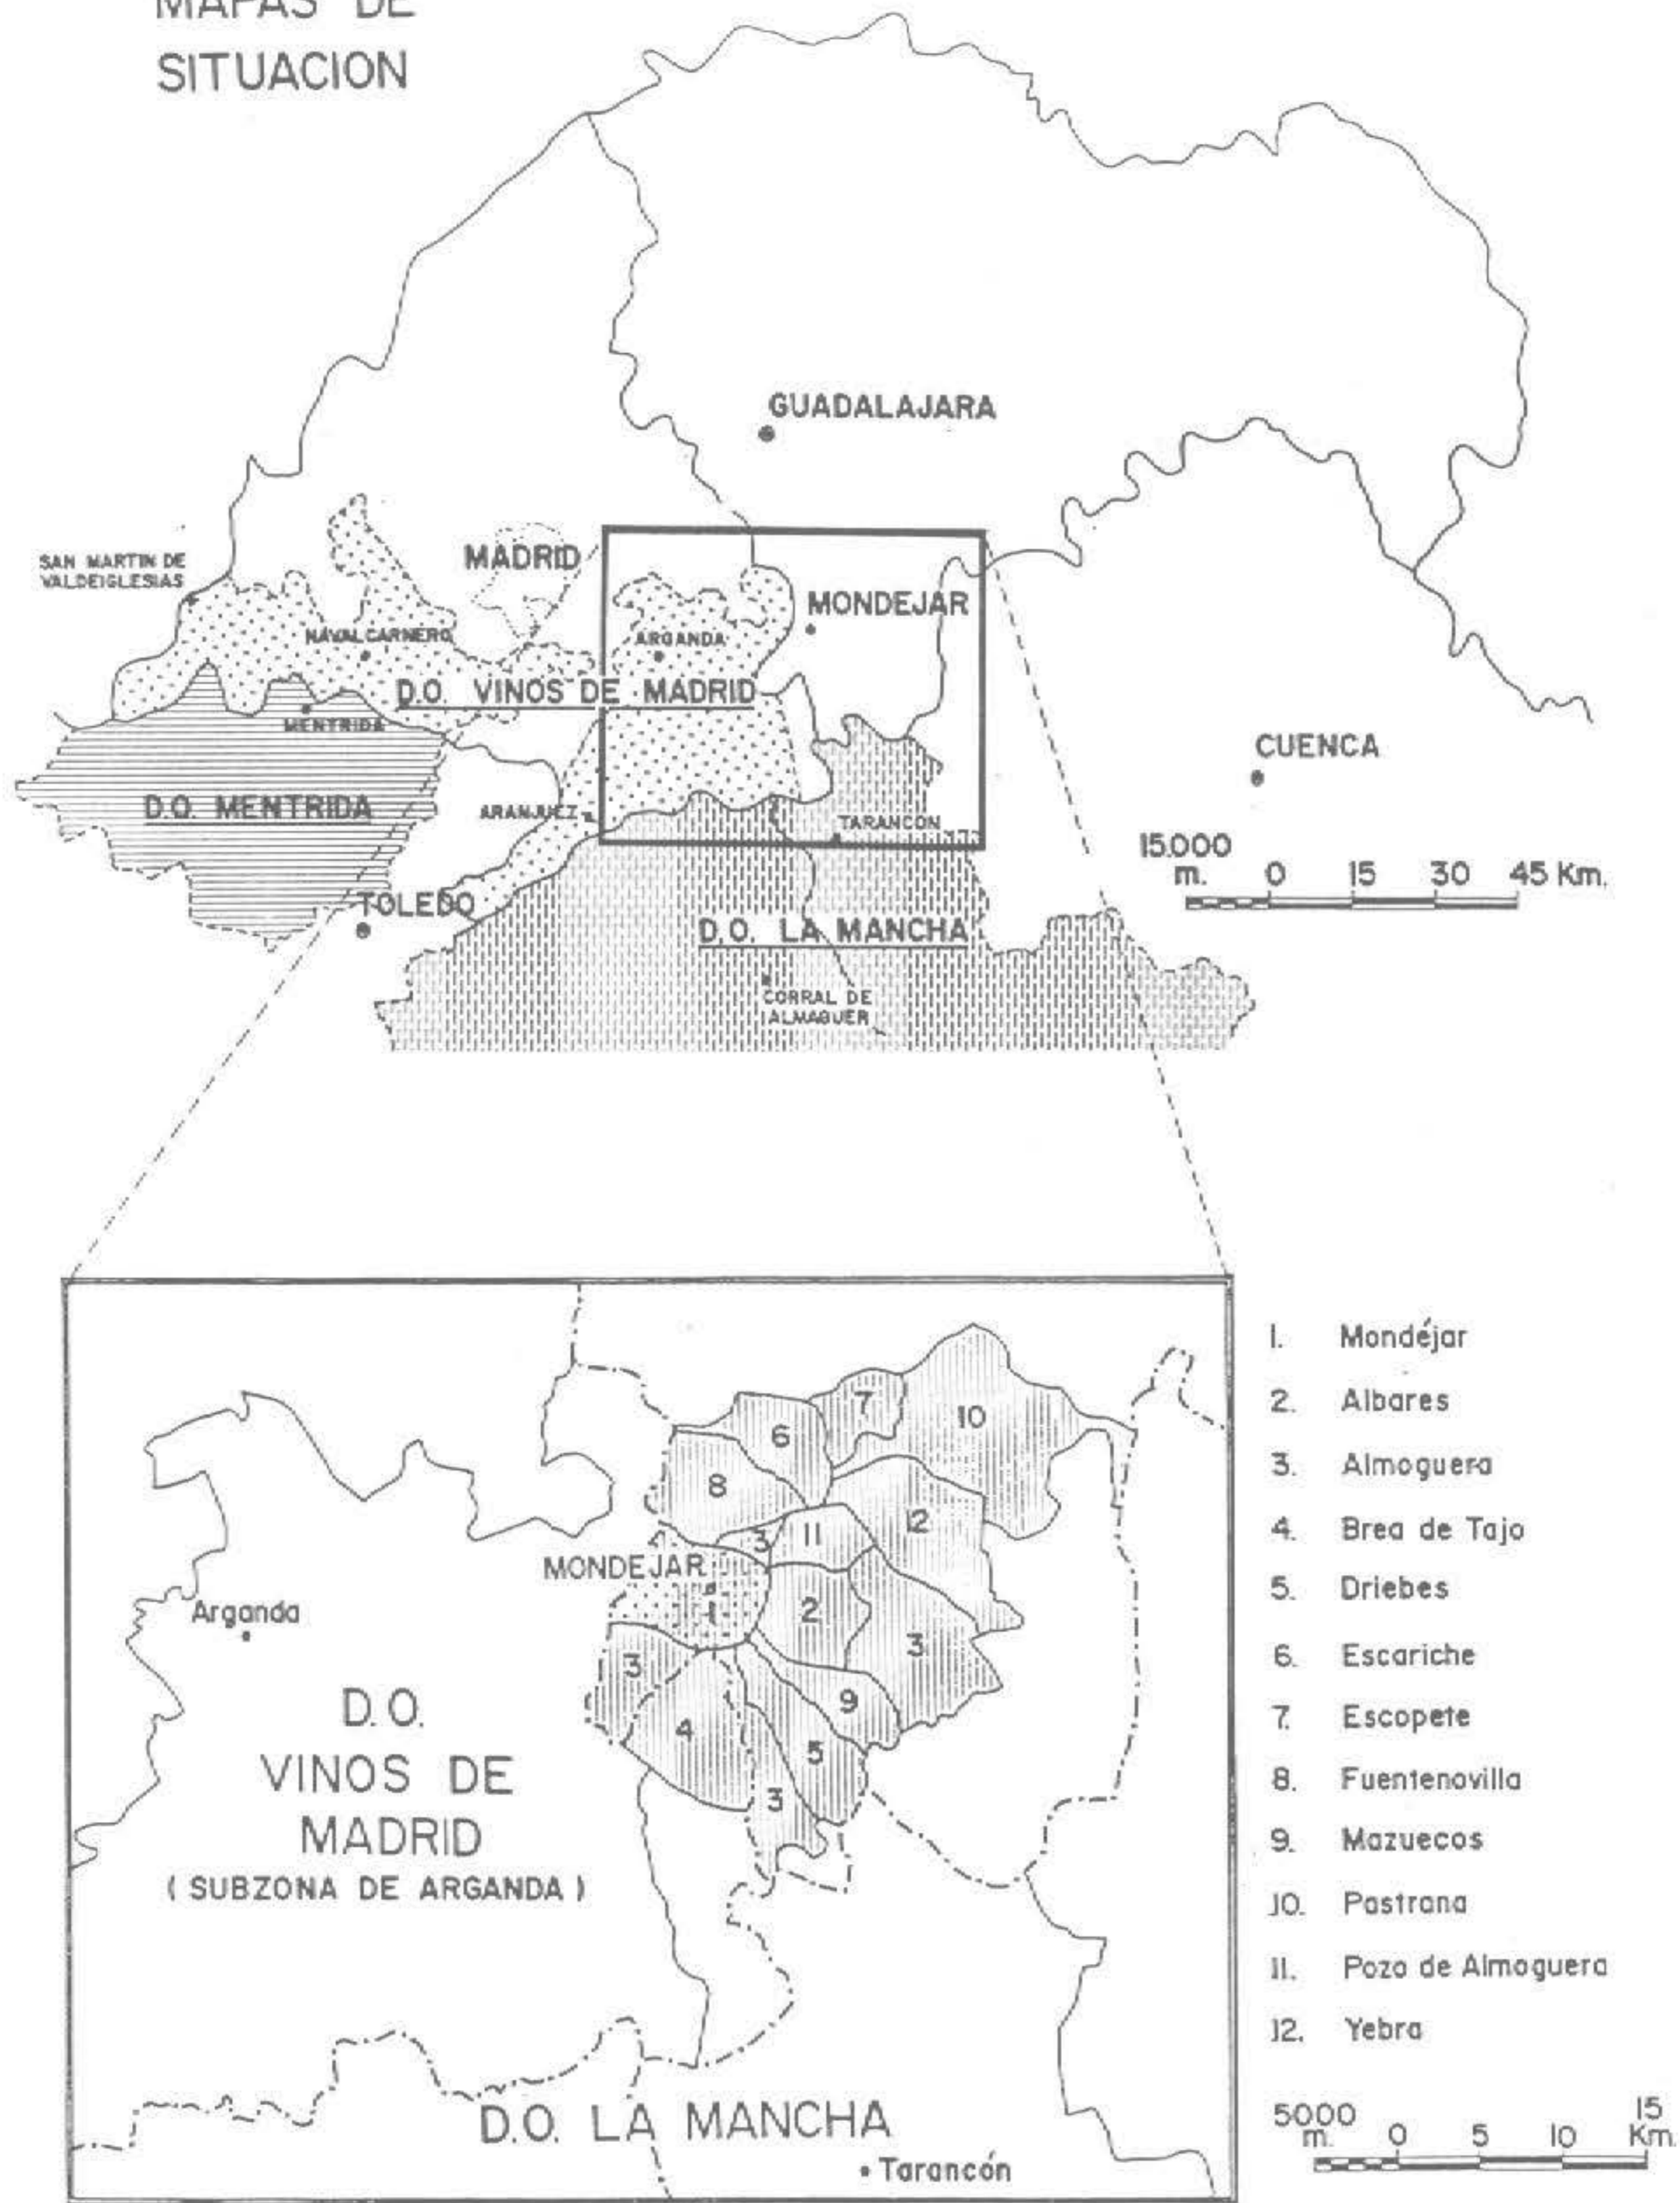 MAPAS DE
SITUACION
GUADALAJARA
SAN MARTIN DE
VALDEIGLESIAS
MADRID
MONDEJAR
NAVALCARNERO
ARGANDA
D.O. VINOS DE MADRID
MENTRIDA
CUENCA
D.O. MENTRIDA
ARANJUEZ
TARANCON
15.000
m. 0 15 30 45 Km.
TOLEDO
D.O. LA MANCHA
CORRAL DE
ALMAGUER
7
10
6
8
12
11
3
MONDEJAR
1
2
Arganda
3
3
9
4
5
3
D.O.
VINOS DE
MADRID
( SUBZONA DE ARGANDA )
D.O. LA MANCHA
Tarancón
1. Mondéjar
2. Albares
3. Almoguera
4. Brea de Tajo
5. Driebes
6. Escariche
7. Escopete
8. Fuentenovilla
9. Mazuecos
10. Pastrana
11. Pozo de Almoguera
12. Yebra
5000
m. 0 5 10 15
Km.